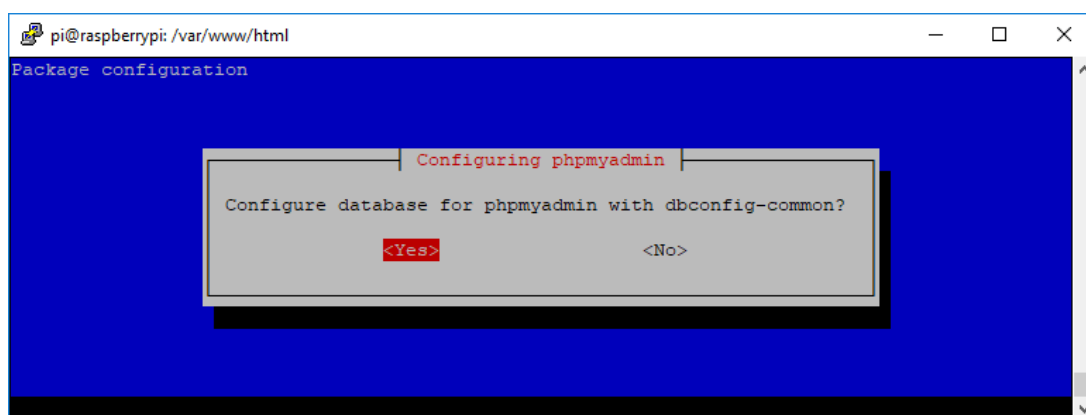 pi@raspberrypi: /var/www/html
Package configuration
Configuring phpmyadmin
Configure database for phpmyadmin with dbconfig-common?
<Yes> <No>